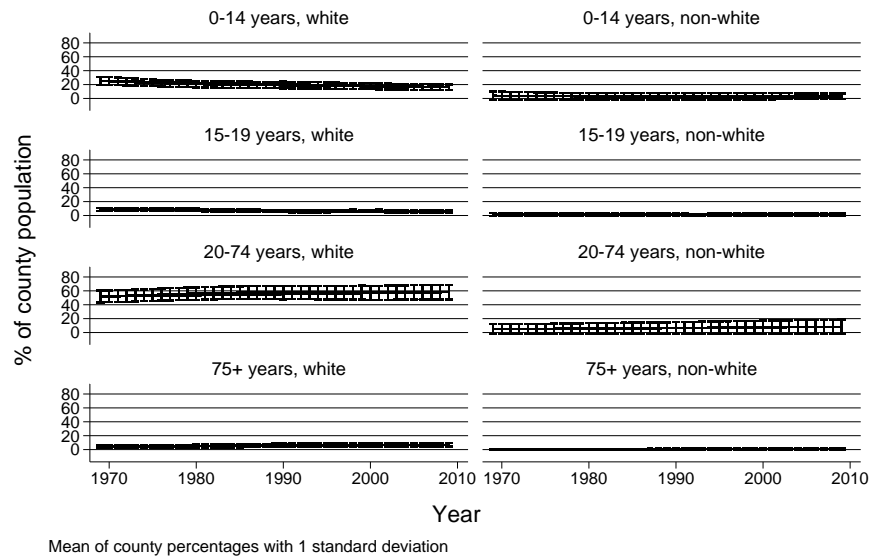 0-14 years, white
0-14 years, non-white
80
60
40
20
0
15-19 years, white
15-19 years, non-white
80
60
40
20
0
20-74 years, white
20-74 years, non-white
80
60
40
20
0
75+ years, white
75+ years, non-white
80
60
40
20
0
% of county population
1970 1980 1990 2000 2010 1970 1980 1990 2000 2010
Year
Mean of county percentages with 1 standard deviation